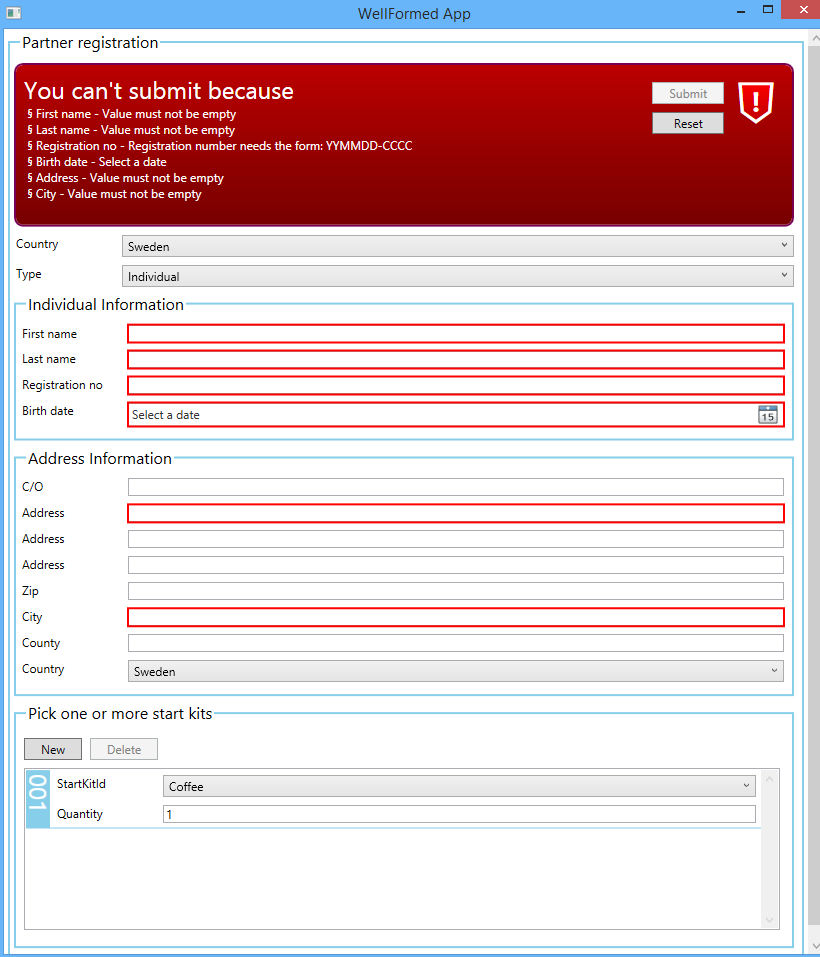 WellFormed App
Partner registration
You can't submit because
§ First name - Value must not be empty
§ Last name - Value must not be empty
§ Registration no - Registration number needs the form: YYMMDD-CCCC
§ Birth date - Select a date
§ Address - Value must not be empty
§ City - Value must not be empty
Submit
Reset
Country Sweden
Type Individual
Individual Information
First name
Last name
Registration no
Birth date Select a date 15
Address Information
C/O
Address
Address
Address
Zip
City
County
Country Sweden
Pick one or more start kits
New Delete
001
StartKitId Coffee
Quantity 1